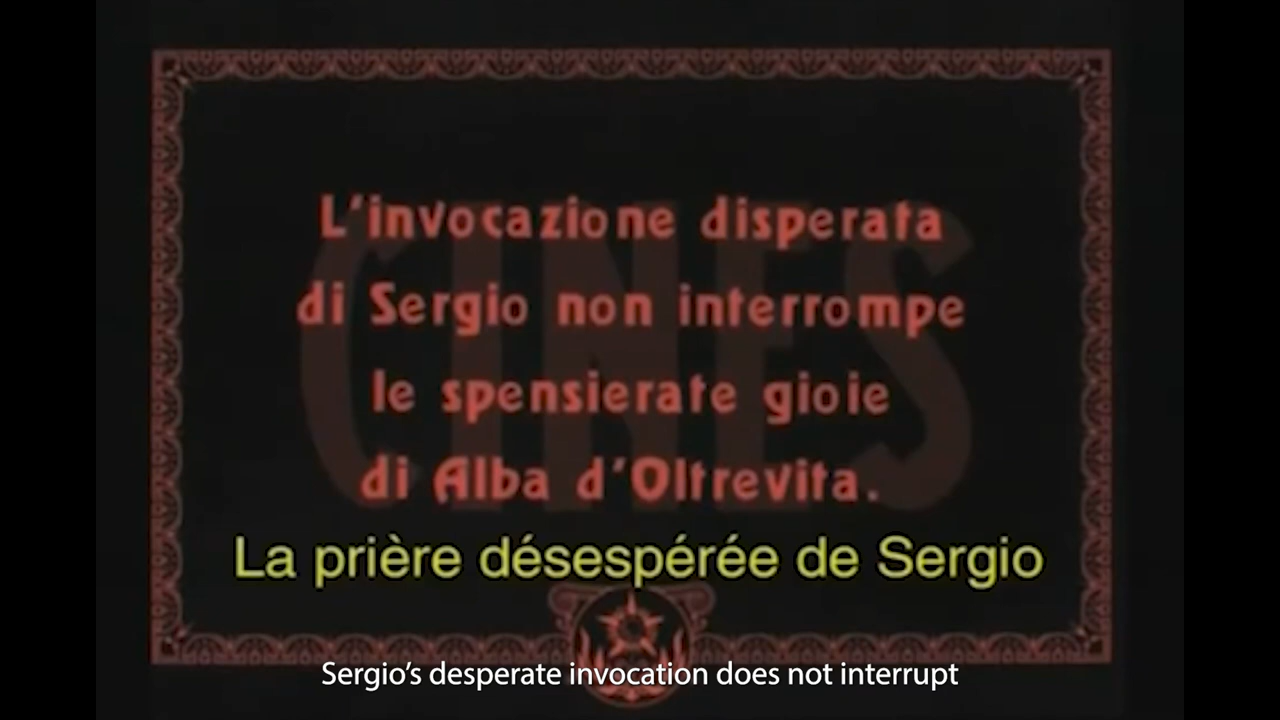 CINES
L'invocazione disperata
di Sergio non interrompe
le spensierate gioie
di Alba d'Oltrevita.
La prière désespérée de Sergio
Sergio's desperate invocation does not interrupt